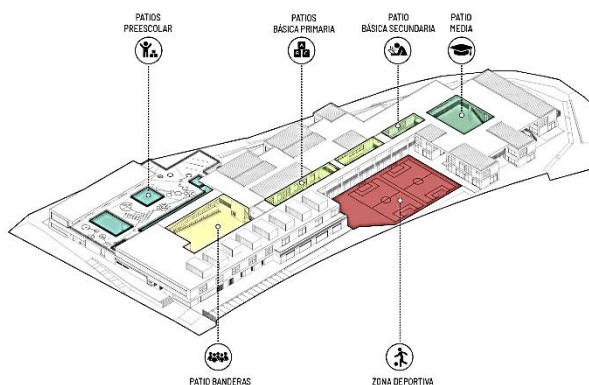 PATIOS
PREESCOLAR
PATIOS
BÁSICA PRIMARIA
PATIO
BÁSICA SECUNDARIA
PATIO
MEDIA
PATIO BANDERAS
ZONA DEPORTIVA